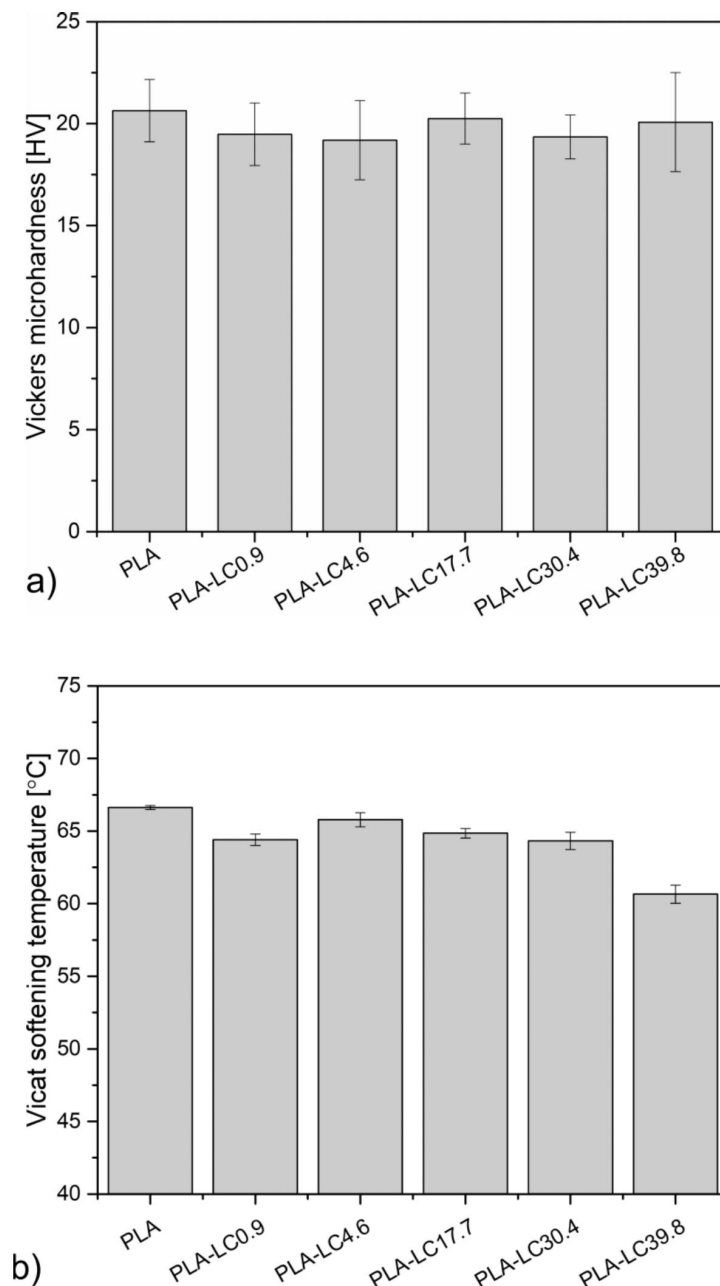 25
20
15
10
5
0
Vickers microhardness [HV]
PLA
PLA-LC0.9
PLA-LC4.6
PLA-LC17.7
PLA-LC30.4
PLA-LC39.8
a)
75
70
65
60
55
50
45
40
Vicat softening temperature [°C]
PLA
PLA-LC0.9
PLA-LC4.6
PLA-LC17.7
PLA-LC30.4
PLA-LC39.8
b)